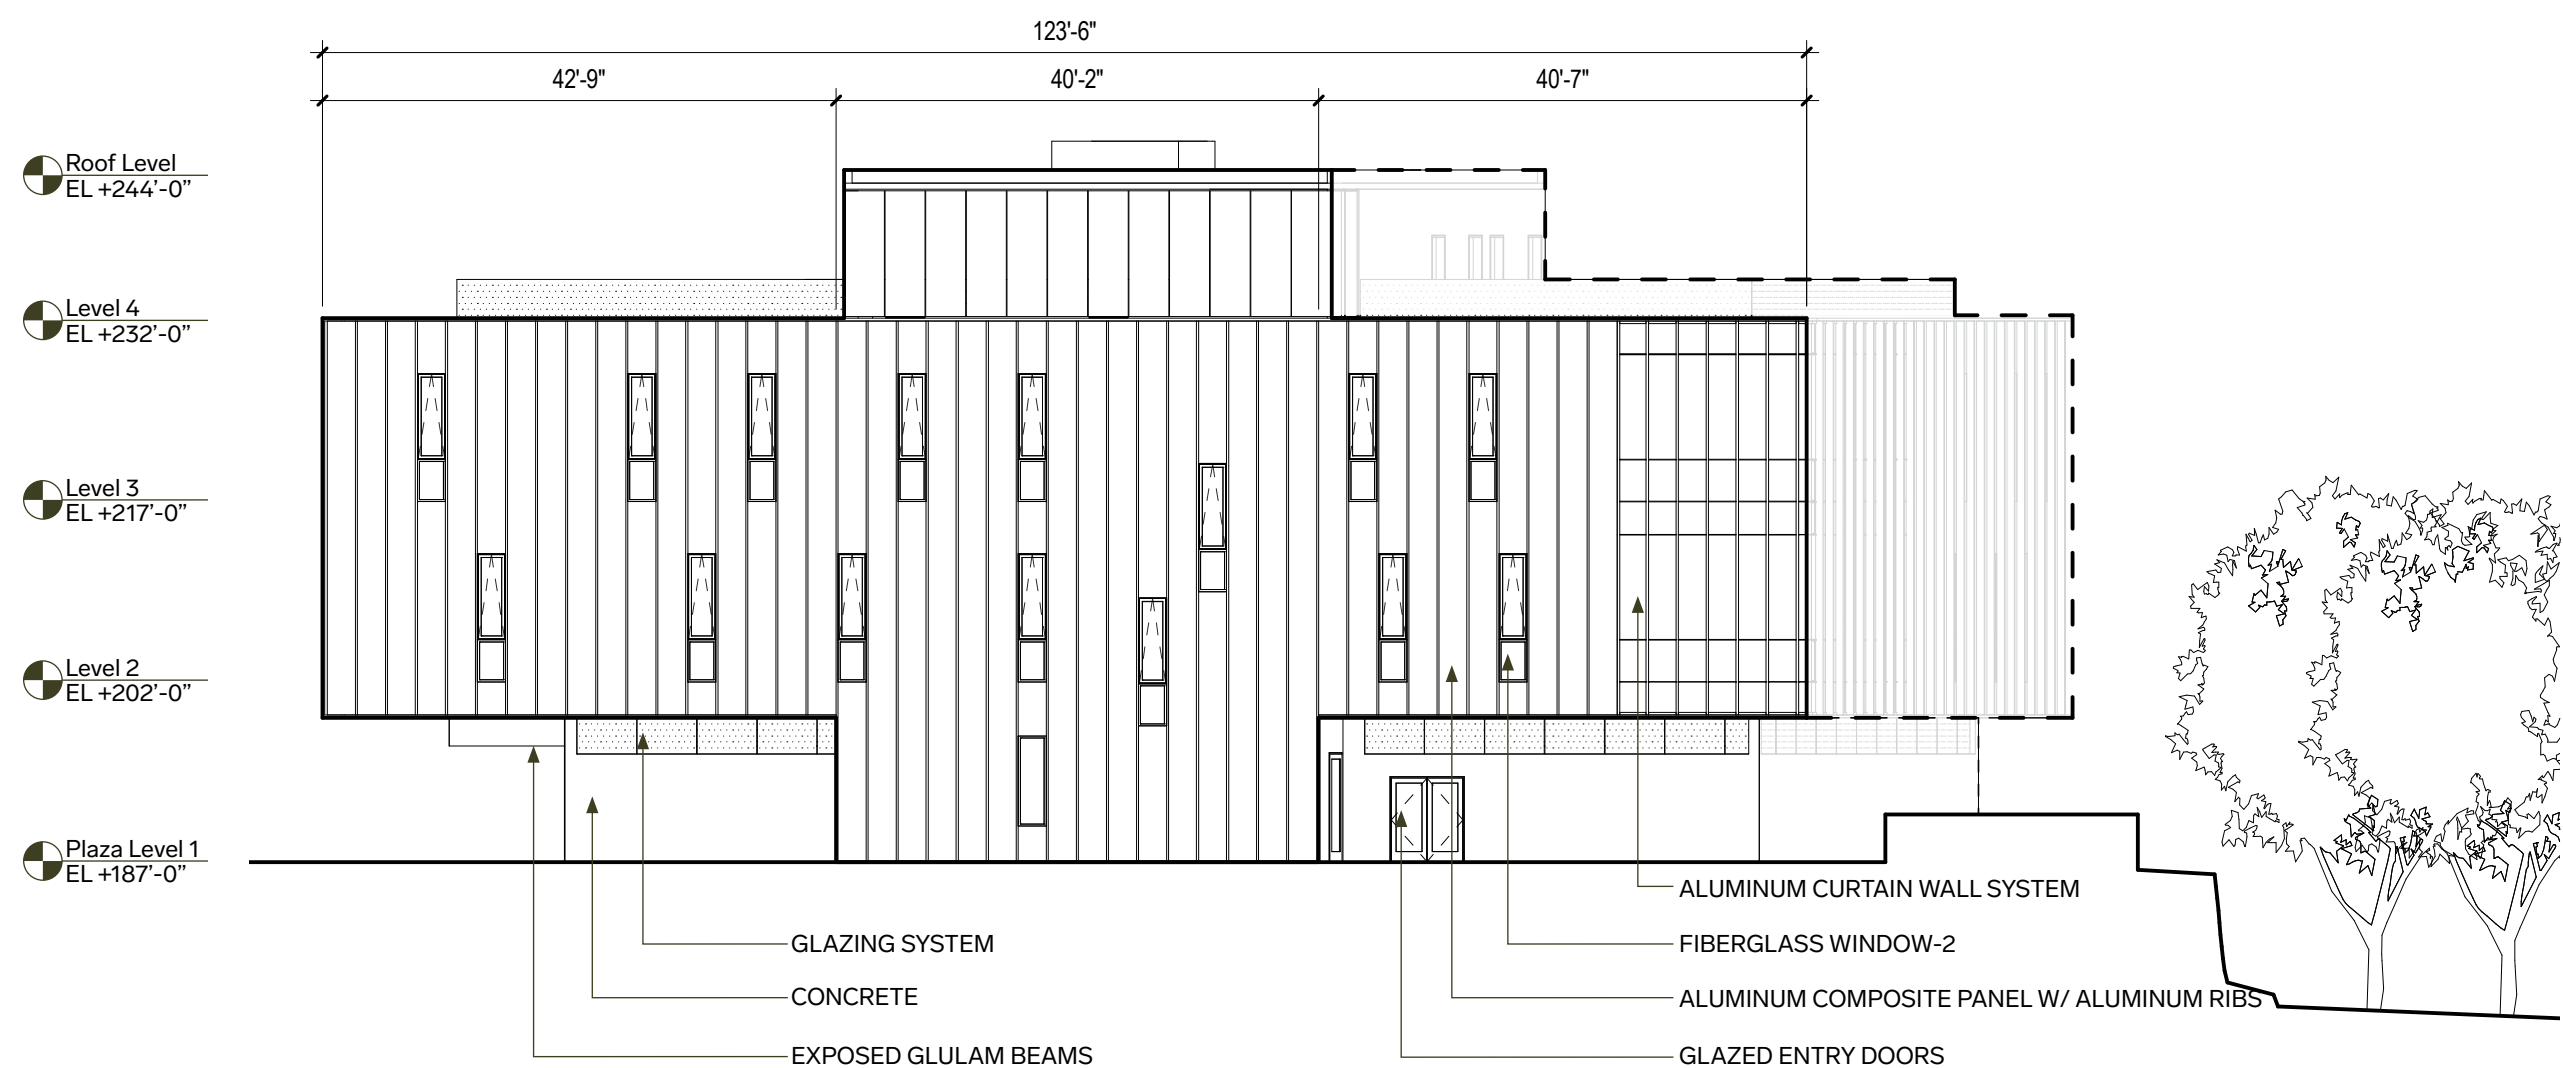 123'-6"
42'-9"
40'-2"
40'-7"
Roof Level
EL +244’-0”
Level 4
EL +232’-0”
Level 3
EL +217’-0”
Level 2
EL +202’-0”
Plaza Level 1
EL +187’-0”
ALUMINUM CURTAIN WALL SYSTEM
GLAZING SYSTEM
FIBERGLASS WINDOW-2
CONCRETE
ALUMINUM COMPOSITE PANEL W/ ALUMINUM RIBS
EXPOSED GLULAM BEAMS
GLAZED ENTRY DOORS